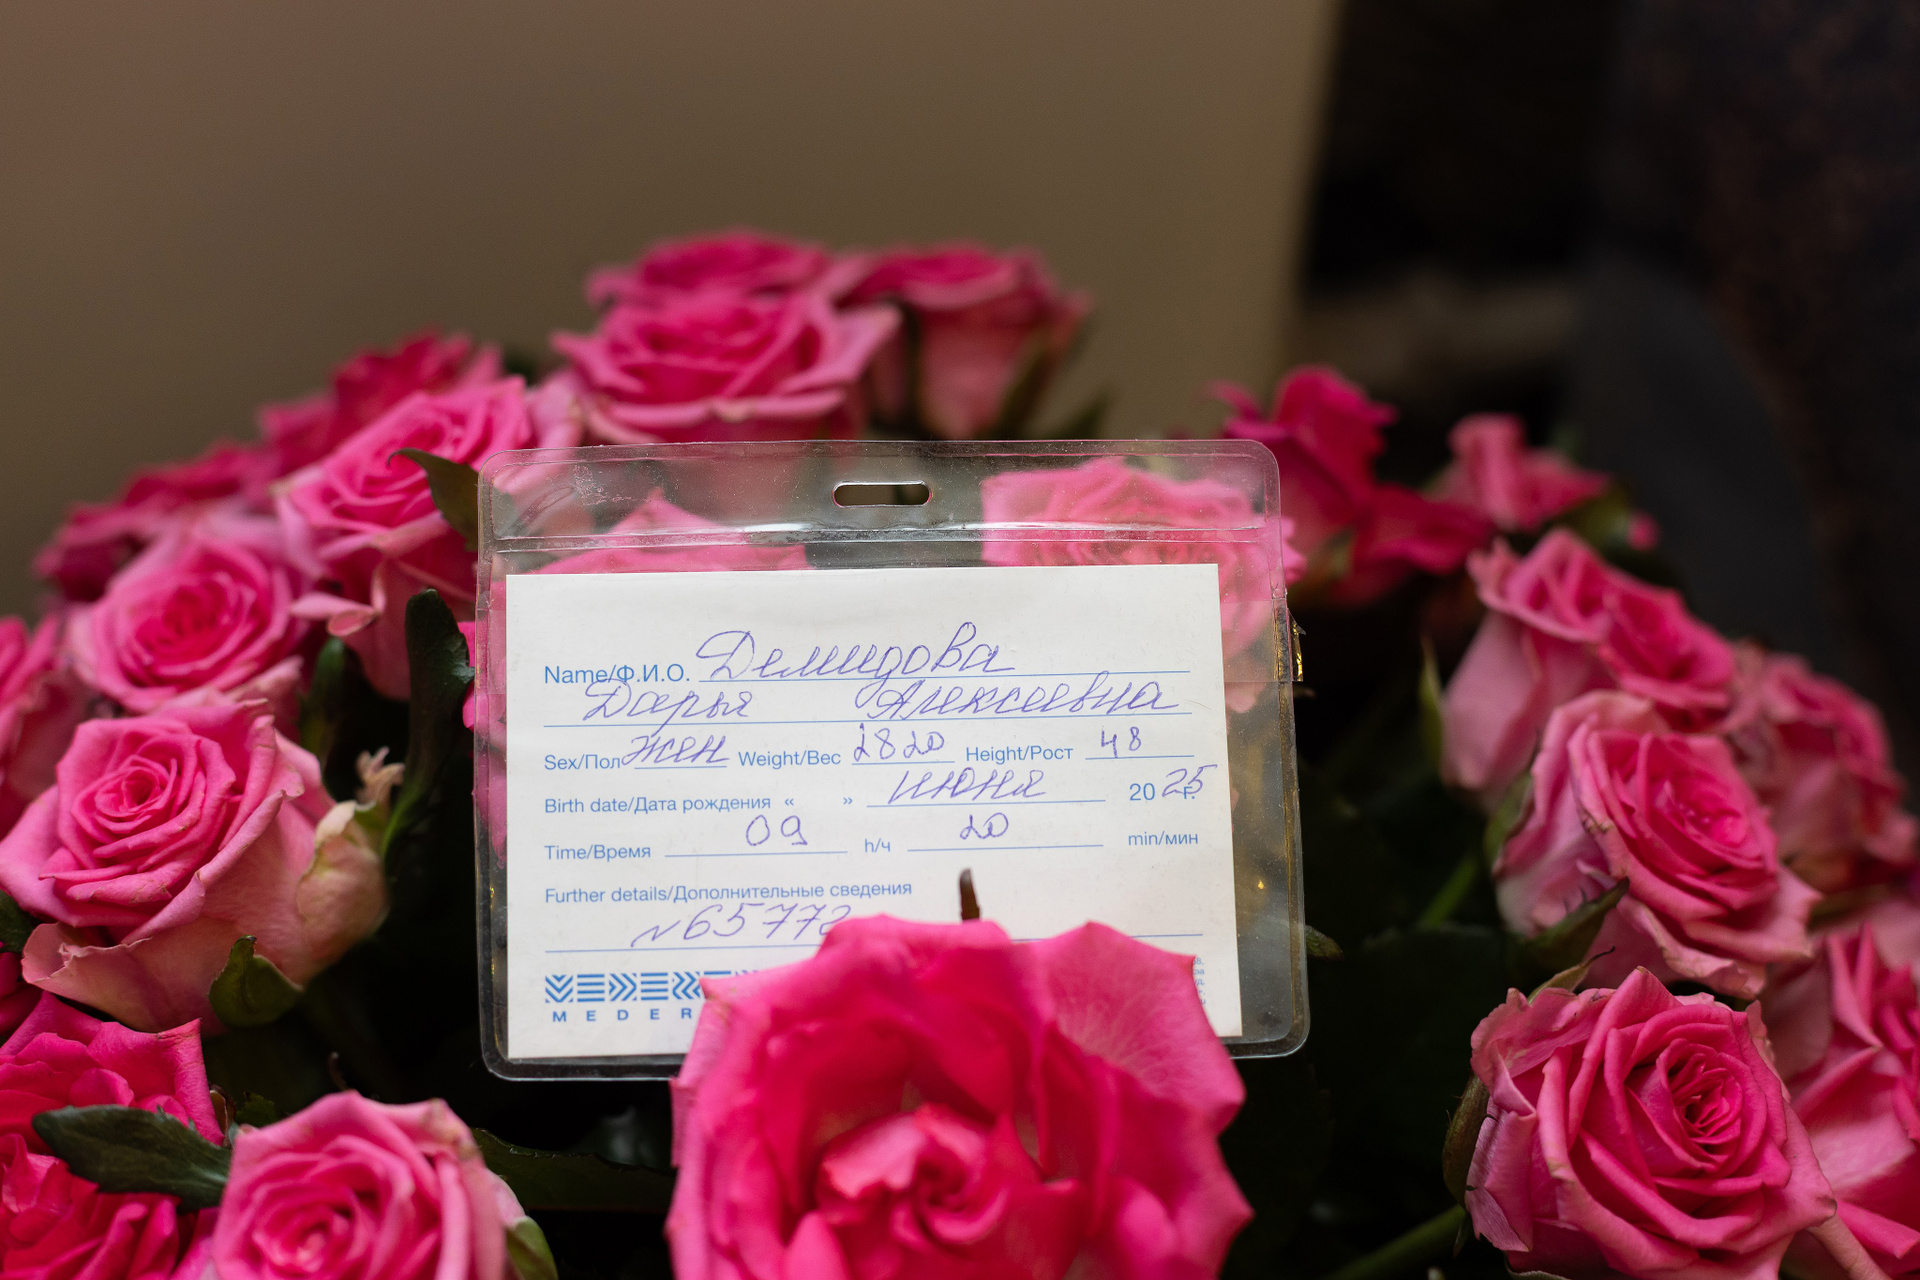 Name/Ф.И.О. Демидова
Дарья Алексеевна
Sex/Пол жен Weight/Вес 2820 Height/Рост 48
Birth date/Дата рождения « » июня 2025 г.
Time/Время 09 h/ч 20 min/мин
Further details/Дополнительные сведения
N65772
MEDER